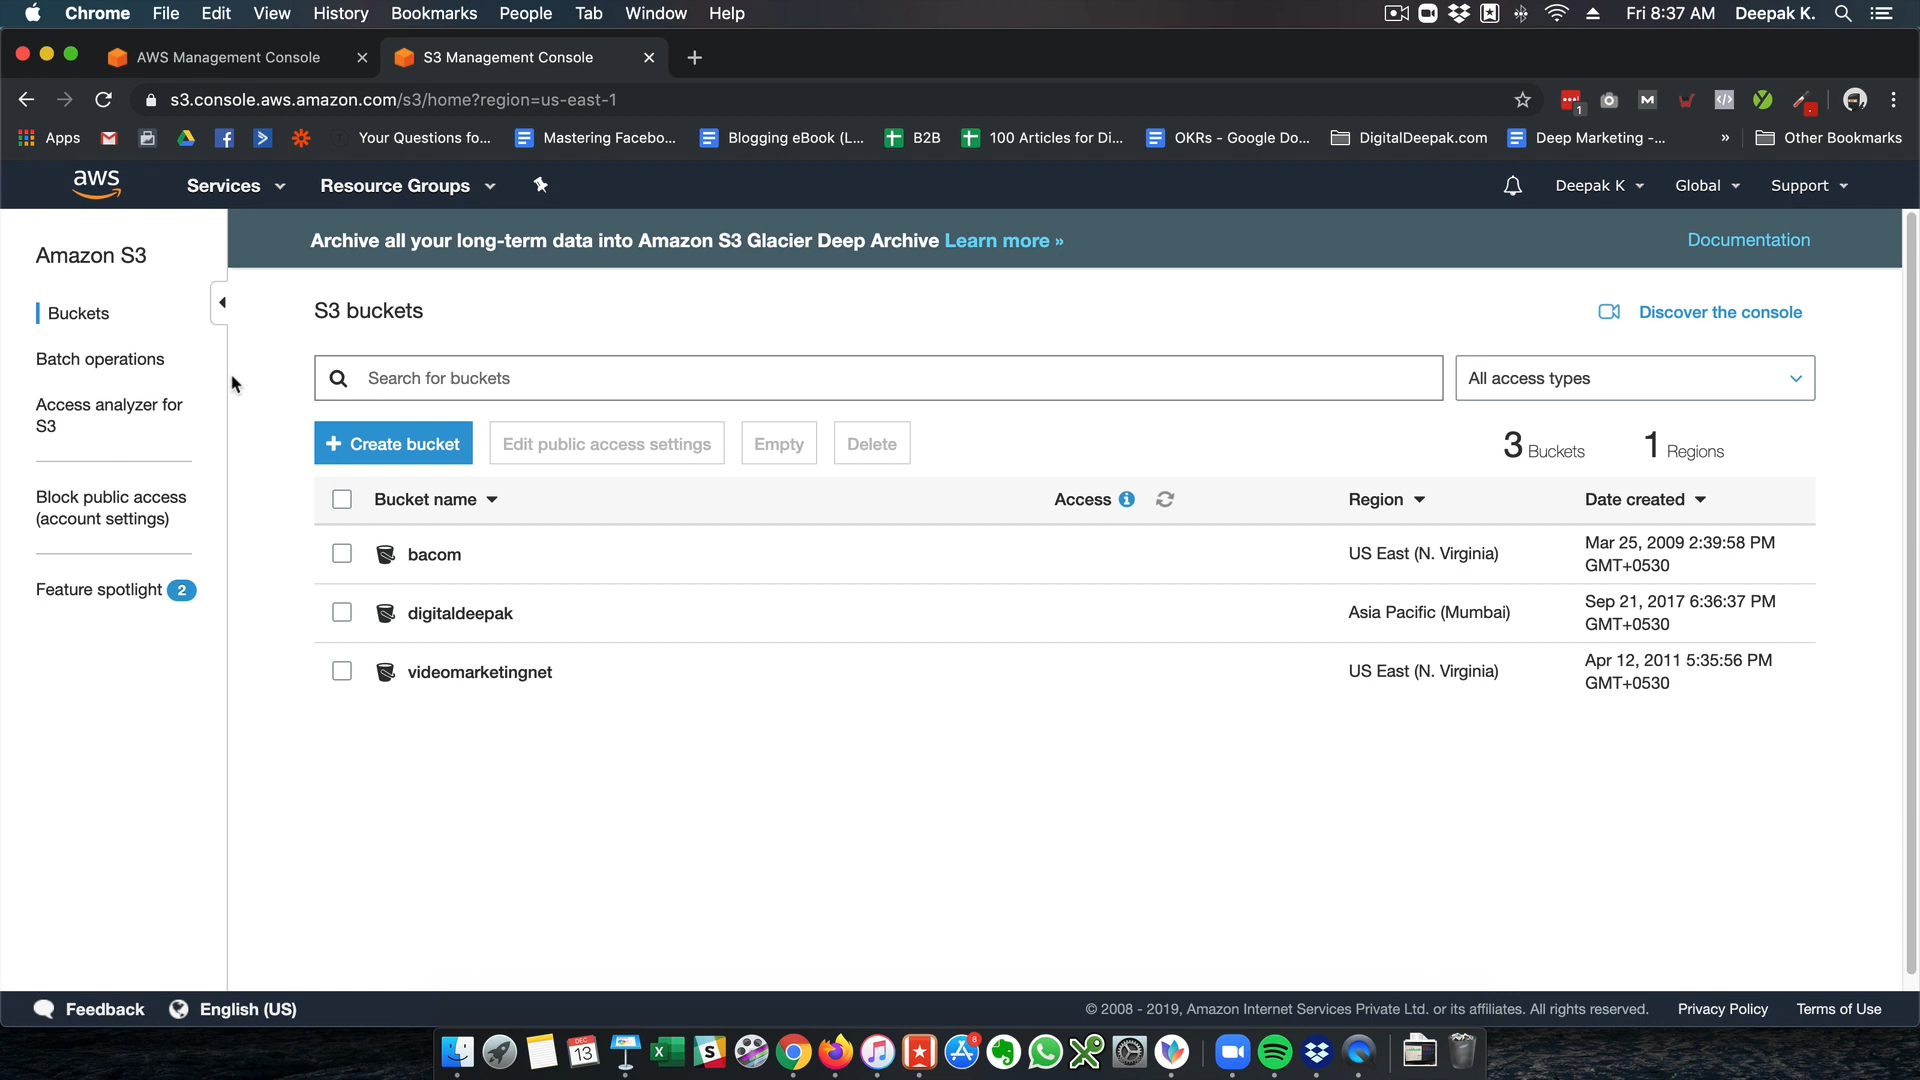 Chrome File Edit View History Bookmarks People Tab Window Help Fri 8:37 AM Deepak K.
AWS Management Console S3 Management Console
s3.console.aws.amazon.com/s3/home?region=us-east-1
1
Apps Your Questions fo... Mastering Facebo... Blogging eBook (L... B2B 100 Articles for Di... OKRs - Google Do... DigitalDeepak.com Deep Marketing -... » Other Bookmarks
aws Services Resource Groups Deepak K Global Support
Archive all your long-term data into Amazon S3 Glacier Deep Archive Learn more » Documentation
Amazon S3
Buckets
Batch operations
Access analyzer for
S3
Block public access
(account settings)
Feature spotlight 2
S3 buckets Discover the console
Search for buckets All access types
+ Create bucket Edit public access settings Empty Delete 3 Buckets 1 Regions
Bucket name Access Region Date created
bacom US East (N. Virginia) Mar 25, 2009 2:39:58 PM
GMT+0530
digitaldeepak Asia Pacific (Mumbai) Sep 21, 2017 6:36:37 PM
GMT+0530
videomarketingnet US East (N. Virginia) Apr 12, 2011 5:35:56 PM
GMT+0530
Feedback English (US) © 2008 - 2019, Amazon Internet Services Private Ltd. or its affiliates. All rights reserved. Privacy Policy Terms of Use
DEC
13
8